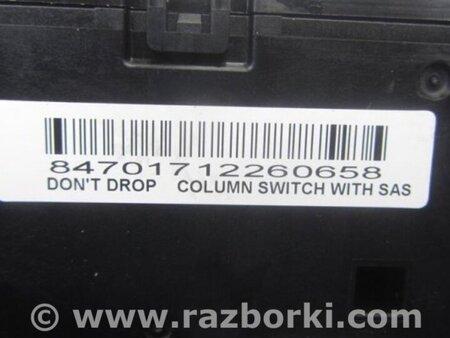 84701712260658
DON'T DROP COLUMN SWITCH WITH SAS
© www.razborki.com